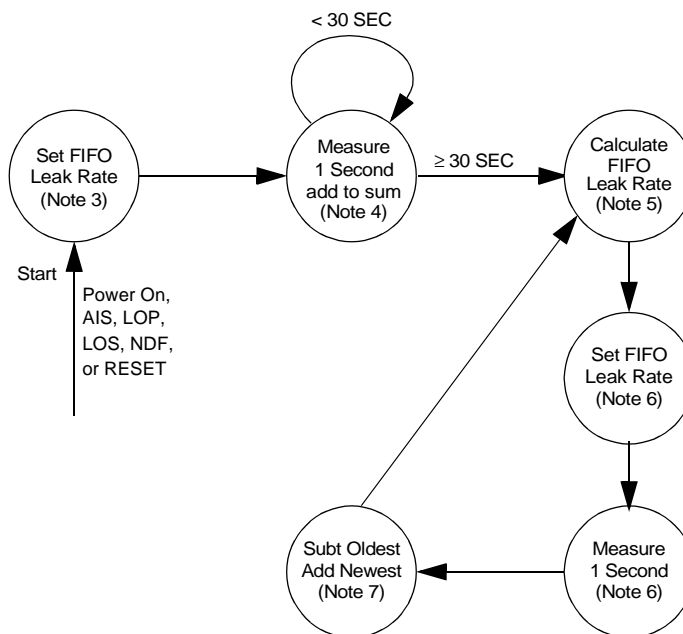 < 30 SEC
Set FIFO
Leak Rate
(Note 3)
Measure
1 Second
add to sum
(Note 4)
≥ 30 SEC
Calculate
FIFO
Leak Rate
(Note 5)
Start
Power On,
AIS, LOP,
LOS, NDF,
or RESET
Set FIFO
Leak Rate
(Note 6)
Subt Oldest
Add Newest
(Note 7)
Measure
1 Second
(Note 6)